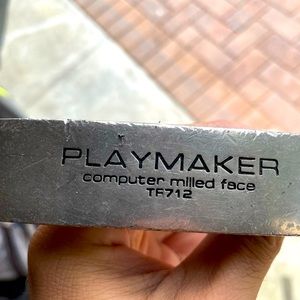 PLAYMAKER
computer milled face
TF712